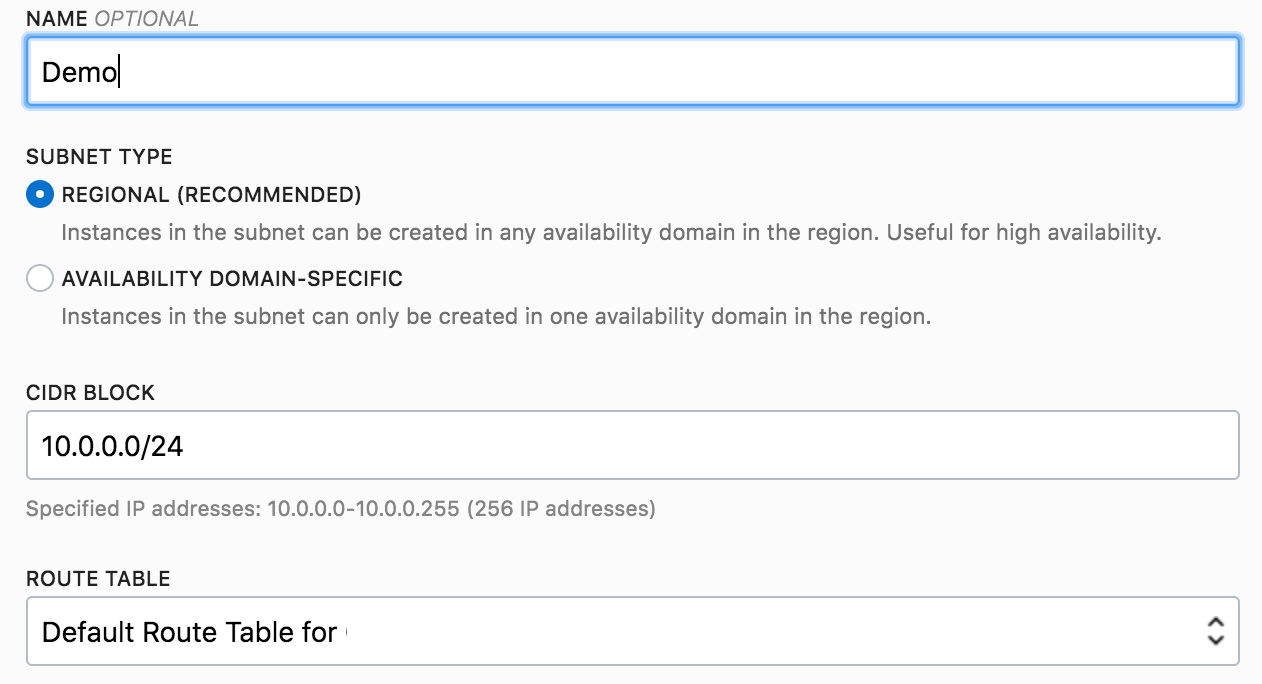 NAME OPTIONAL
Demo
SUBNET TYPE
REGIONAL (RECOMMENDED)
Instances in the subnet can be created in any availability domain in the region. Useful for high availability.
AVAILABILITY DOMAIN-SPECIFIC
Instances in the subnet can only be created in one availability domain in the region.
CIDR BLOCK
10.0.0.0/24
Specified IP addresses: 10.0.0.0-10.0.0.255 (256 IP addresses)
ROUTE TABLE
Default Route Table for